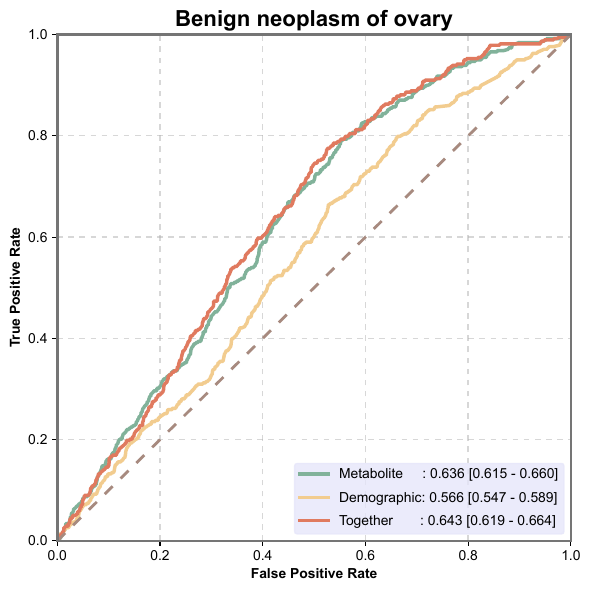 Benign neoplasm of ovary
True Positive Rate
1.0
0.8
0.6
0.4
0.2
0.0
Metabolite : 0.636 [0.615 - 0.660]
Demographic: 0.566 [0.547 - 0.589]
Together : 0.643 [0.619 - 0.664]
0.0 0.2 0.4 0.6 0.8 1.0
False Positive Rate